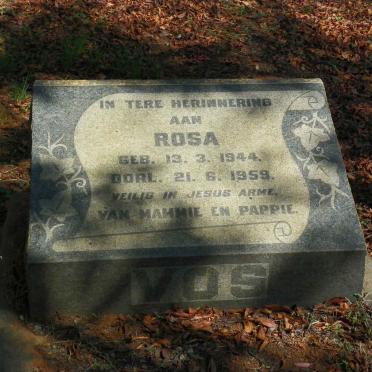 IN TERE HERINNERING
AAN
ROSA
GEB. 13. 3. 1944.
OORL. 21. 6. 1959.
VEILIG IN JESUS ARME.
VAN MAMMIE EN PAPPIE.
VOS